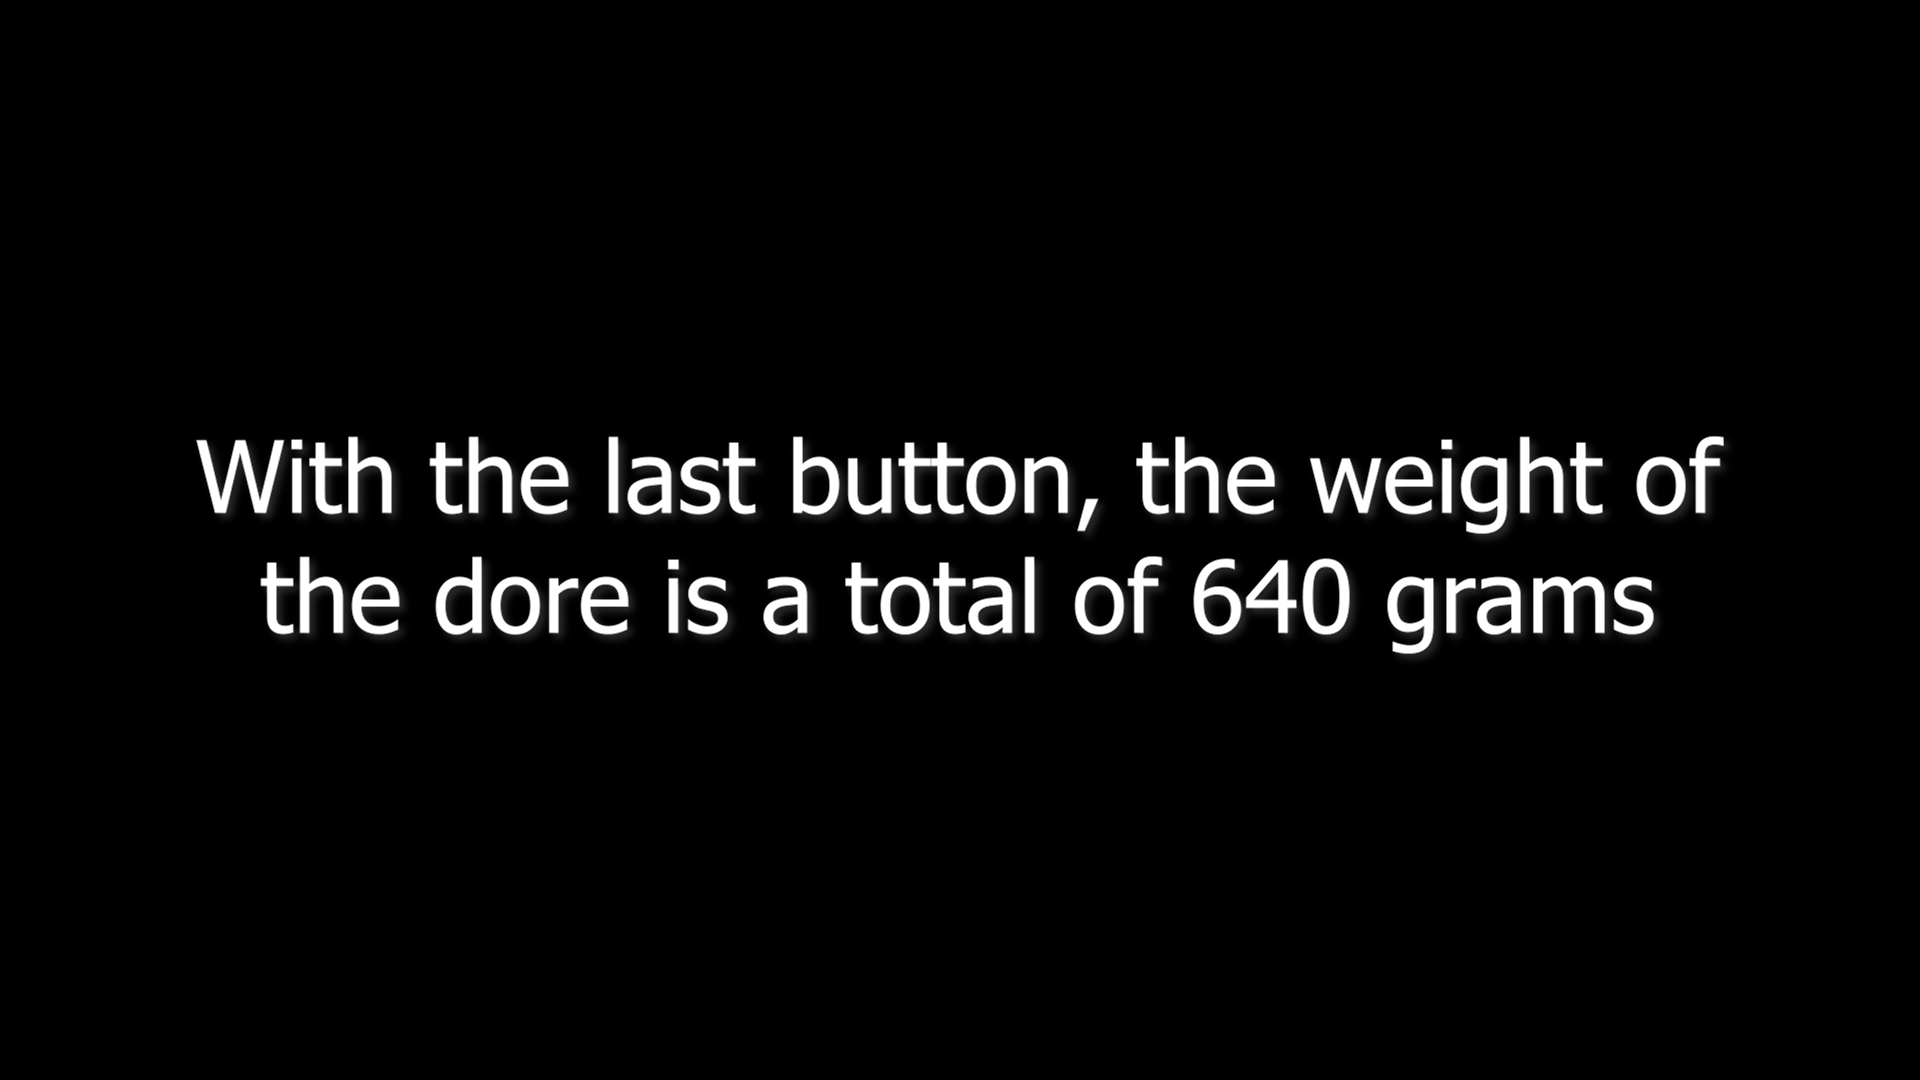 With the last button, the weight of
the dore is a total of 640 grams